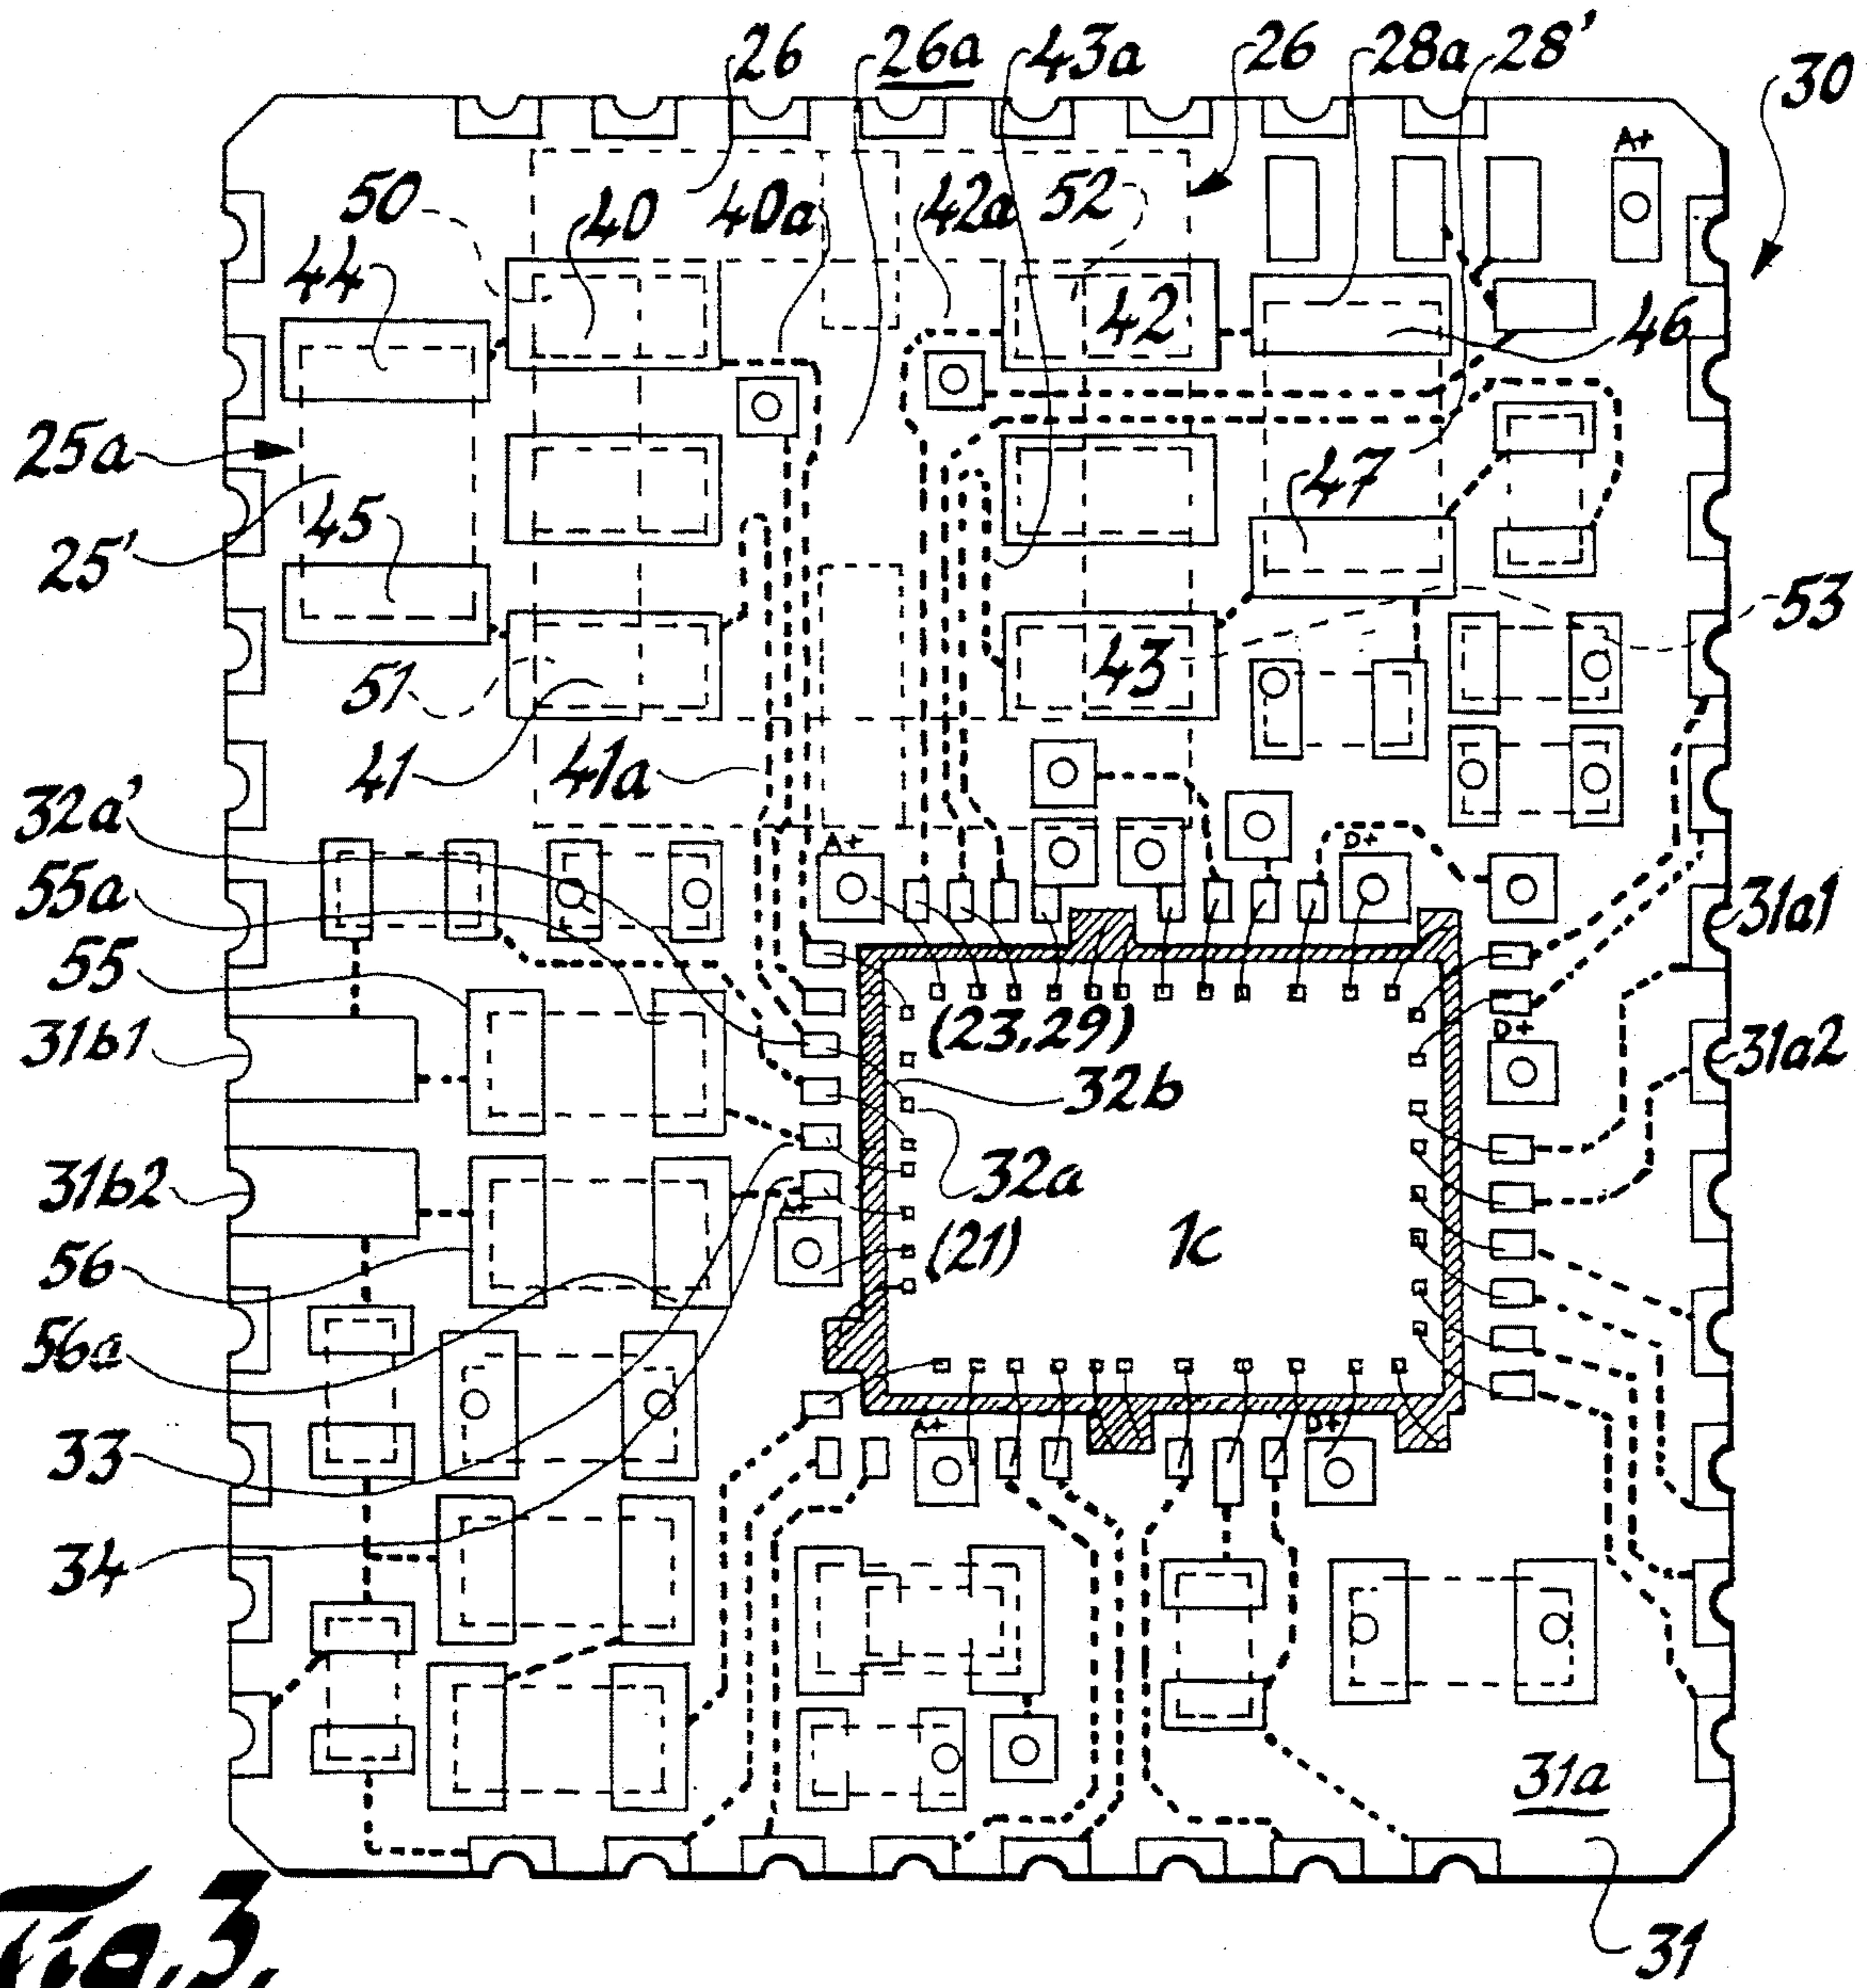 26 26a 43a 26 28a 28' 30
A+
50 40 40a 42a 52
44 42 46
25a 47
45
25' 53
51 43
41 41a
32a'
A+ D+
55a 31a1
55 (23,29) D+
31b1 32b 31a2
31b2 32a
A+
56 (21) 1c
56a
33 A+ D+
34
31a
Fig.3. 31